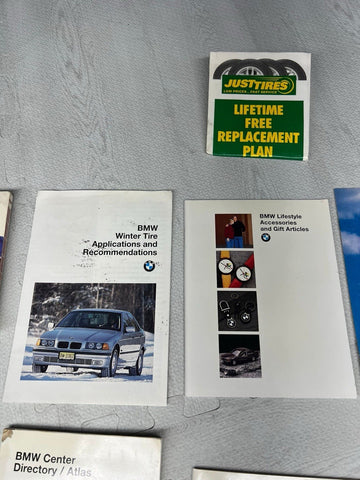 JUSTTIRES
LOW PRICES. FAST SERVICE
LIFETIME
FREE
REPLACEMENT
PLAN
BMW
Winter Tire
Applications and
Recommendations
BMW Lifestyle
Accessories
and Gift Articles
BMW Center
Directory / Atlas